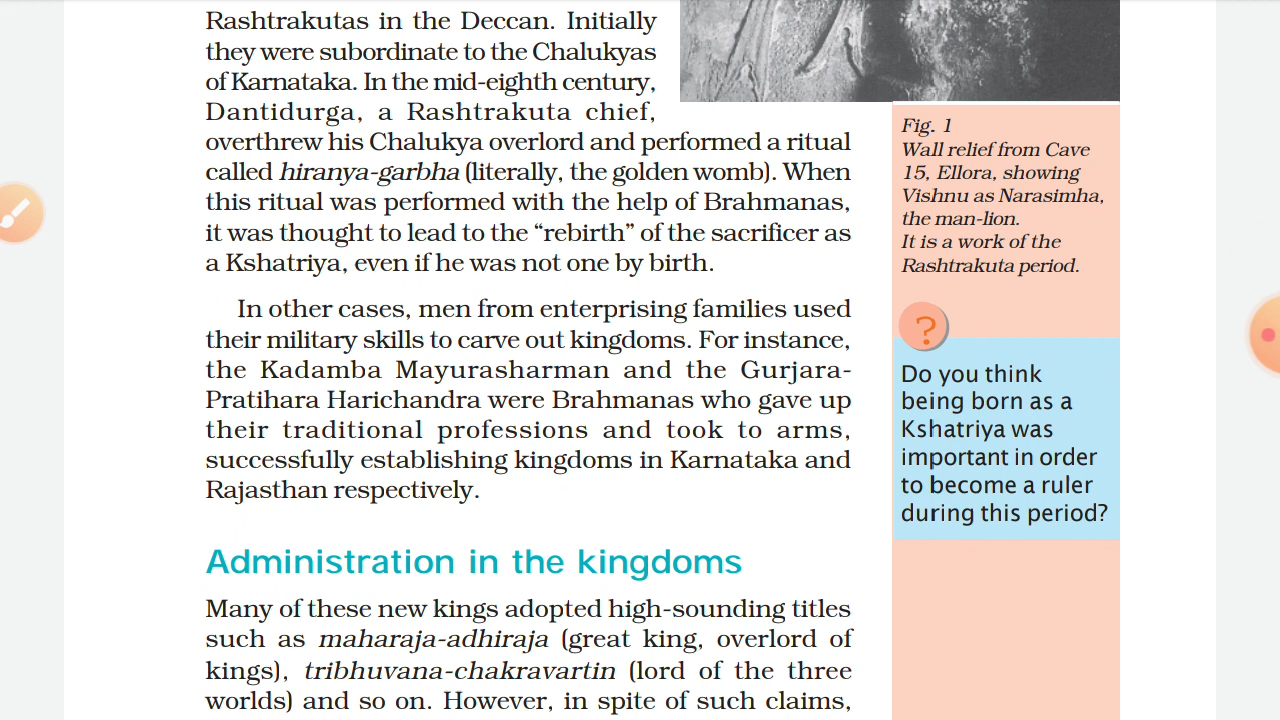 Rashtrakutas in the Deccan. Initially
they were subordinate to the Chalukyas
of Karnataka. In the mid-eighth century,
Dantidurga, a Rashtrakuta chief,
overthrew his Chalukya overlord and performed a ritual
called hiranya-garbha (literally, the golden womb). When
this ritual was performed with the help of Brahmanas,
it was thought to lead to the “rebirth” of the sacrificer as
a Kshatriya, even if he was not one by birth.
In other cases, men from enterprising families used
their military skills to carve out kingdoms. For instance,
the Kadamba Mayurasharman and the Gurjara-
Pratihara Harichandra were Brahmanas who gave up
their traditional professions and took to arms,
successfully establishing kingdoms in Karnataka and
Rajasthan respectively.
Administration in the kingdoms
Many of these new kings adopted high-sounding titles
such as maharaja-adhiraja (great king, overlord of
kings), tribhuvana-chakravartin (lord of the three
worlds) and so on. However, in spite of such claims,
Fig. 1
Wall relief from Cave
15, Ellora, showing
Vishnu as Narasimha,
the man-lion.
It is a work of the
Rashtrakuta period.
?
Do you think
being born as a
Kshatriya was
important in order
to become a ruler
during this period?